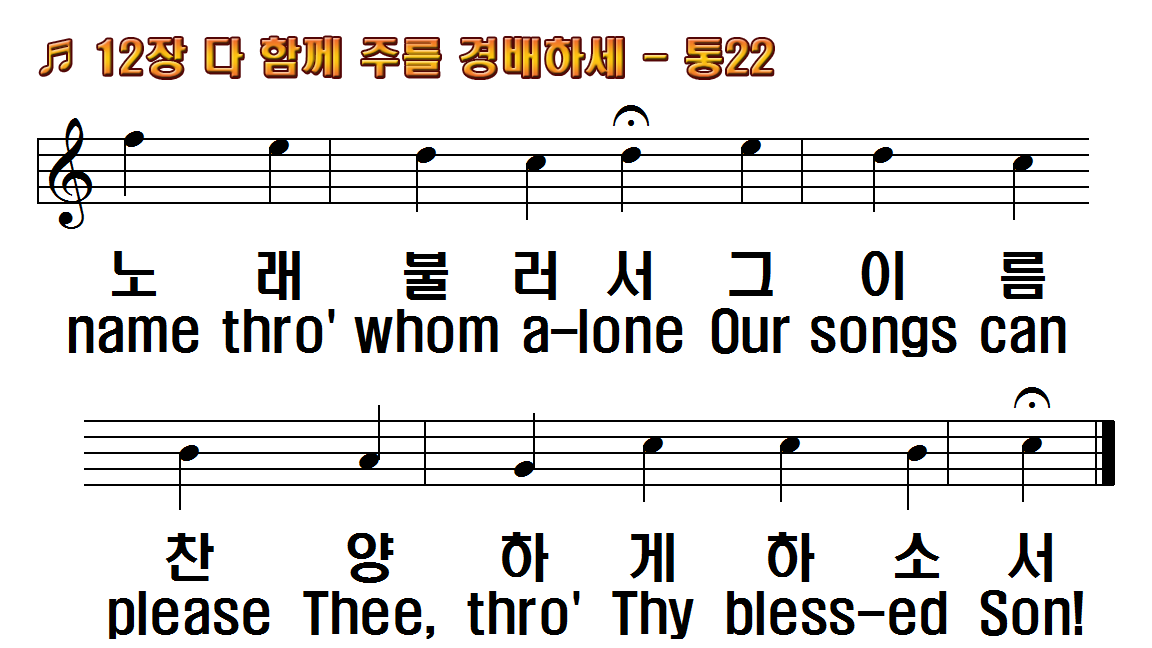 ♬ 12장 다 함께 주를 경배하세 - 통22
노 래 불 러 서 그 이 름
name thro' whom a-lone Our songs can
찬 양 하 게 하 소 서
please Thee, thro' Thy bless-ed Son!